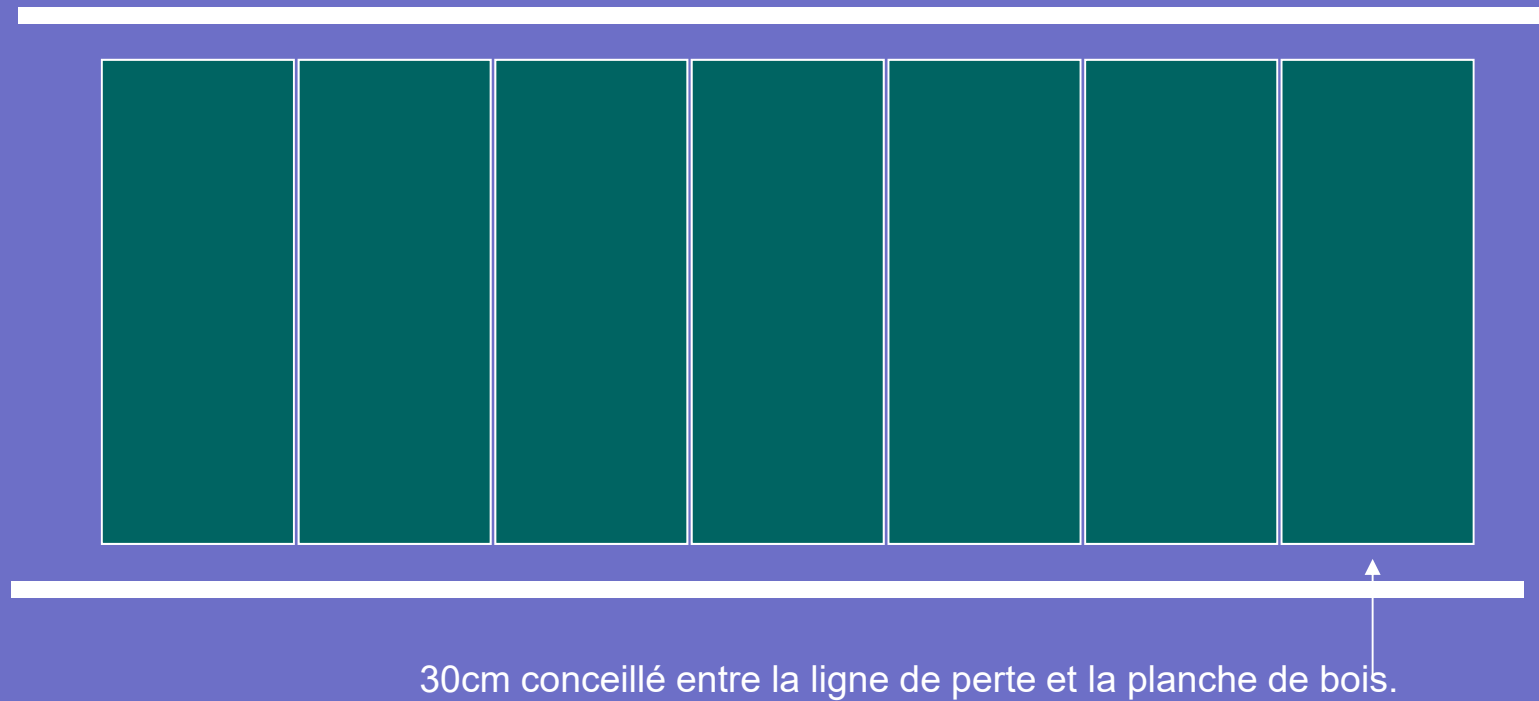 30cm conceillé entre la ligne de perte et la planche de bois.